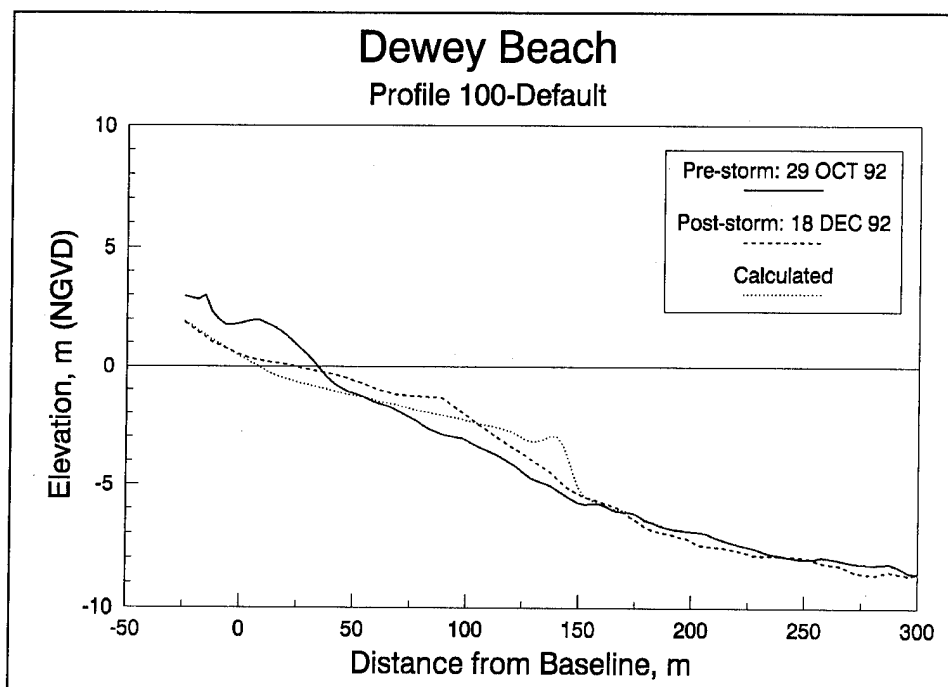 Dewey Beach
Profile 100-Default
Pre-storm: 29 OCT 92
Post-storm: 18 DEC 92
Calculated
Elevation, m (NGVD)
10
5
0
-5
-10
-50
0
50
100
150
200
250
300
Distance from Baseline, m